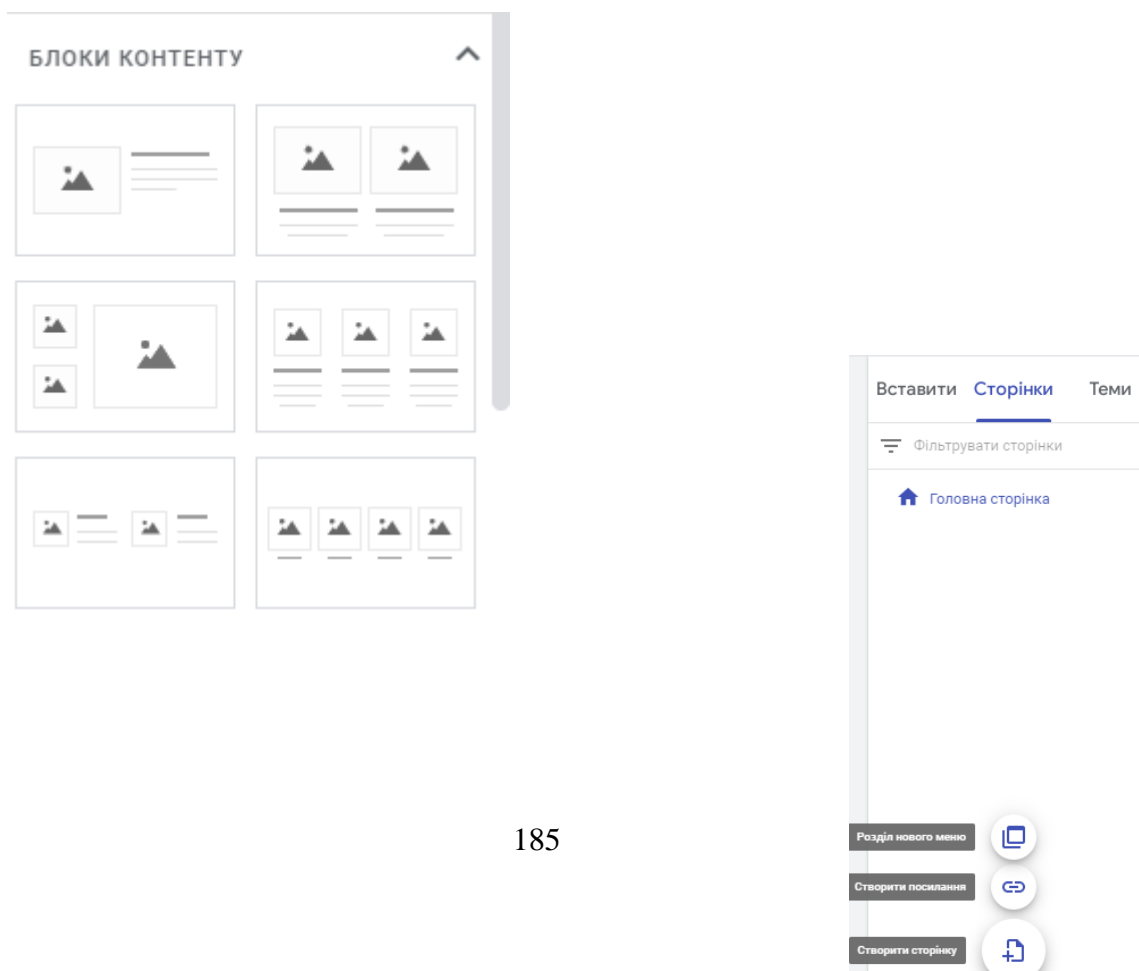 БЛОКИ КОНТЕНТУ
Вставити Сторінки Теми
Фільтрувати сторінки
Головна сторінка
185
Розділ нового меню
Створити посилання
Створити сторінку